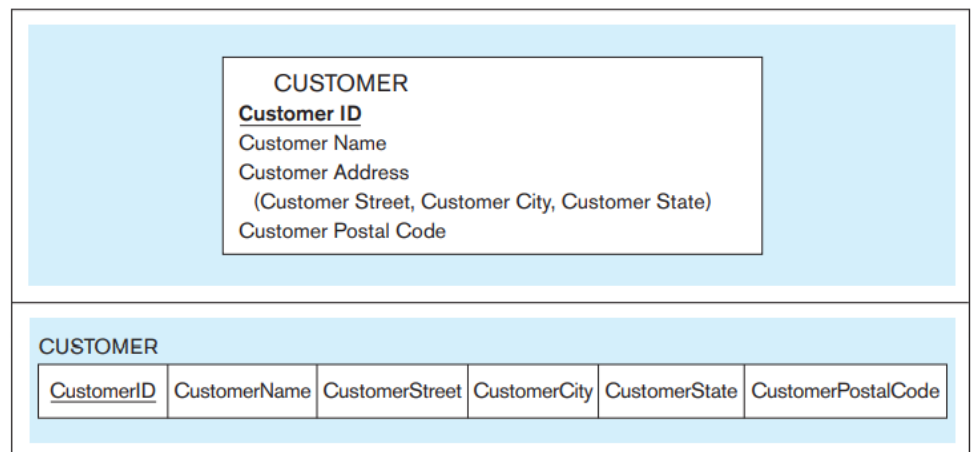 CUSTOMER
Customer ID
Customer Name
Customer Address
(Customer Street, Customer City, Customer State)
Customer Postal Code
CUSTOMER
CustomerID CustomerName CustomerStreet CustomerCity CustomerState CustomerPostalCode